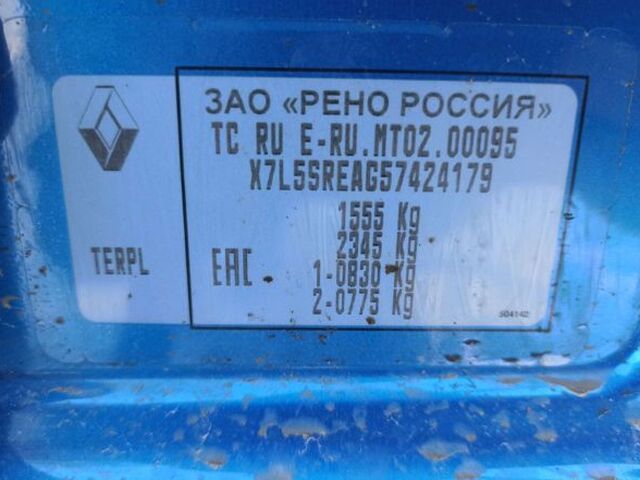 ЗАО «РЕНО РОССИЯ»
TC RU E-RU.MT02.00095
X7L5SREAG57424179
1555 Kg
2345 Kg
1-0830 Kg
2-0775 Kg
TERPL
EAC
504142